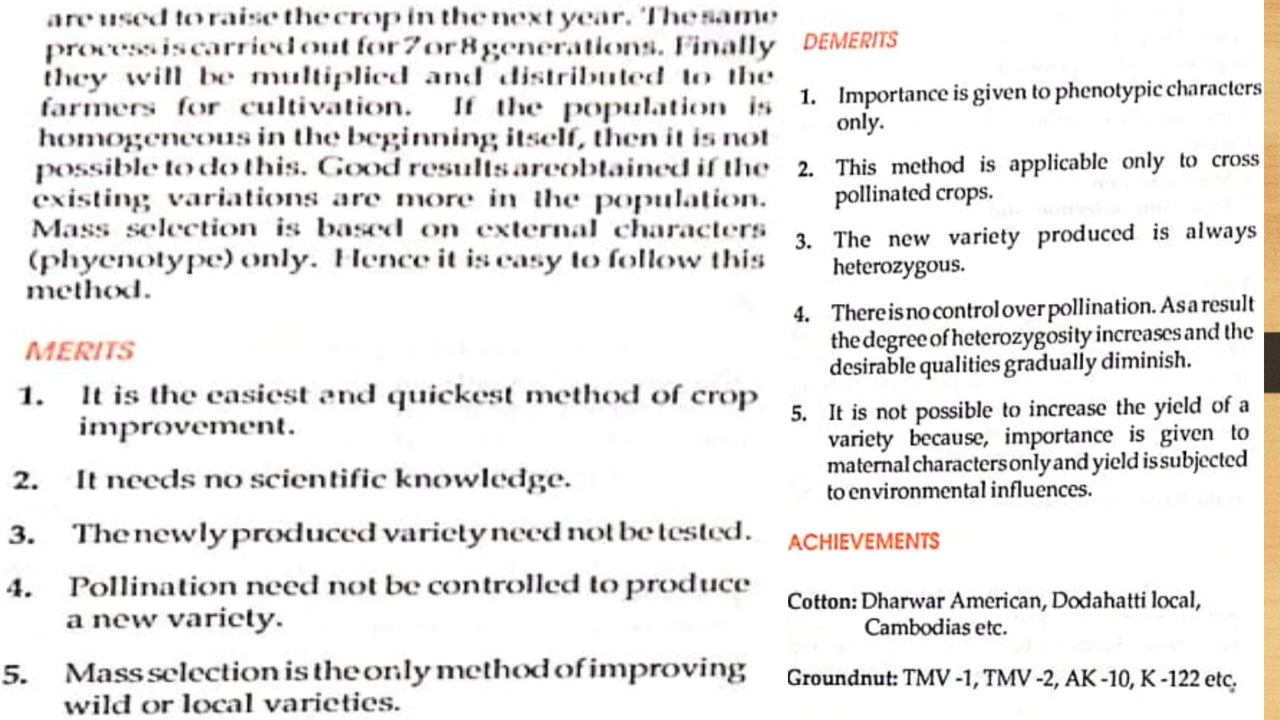 are used to raise the crop in the next year. The same
process is carried out for 7 or 8 generations. Finally
they will be multiplied and distributed to the
farmers for cultivation. If the population is
homogeneous in the beginning itself, then it is not
possible to do this. Good results are obtained if the
existing variations are more in the population.
Mass selection is based on external characters
(phyenotype) only. Hence it is easy to follow this
method.
MERITS
1. It is the easiest and quickest method of crop
improvement.
2. It needs no scientific knowledge.
3. The newly produced variety need not be tested.
4. Pollination need not be controlled to produce
a new variety.
5. Mass selection is the only method of improving
wild or local varieties.
DEMERITS
1. Importance is given to phenotypic characters
only.
2. This method is applicable only to cross
pollinated crops.
3. The new variety produced is always
heterozygous.
4. There is no control over pollination. As a result
the degree of heterozygosity increases and the
desirable qualities gradually diminish.
5. It is not possible to increase the yield of a
variety because, importance is given to
maternal characters only and yield is subjected
to environmental influences.
ACHIEVEMENTS
Cotton: Dharwar American, Dodahatti local,
Cambodias etc.
Groundnut: TMV -1, TMV -2, AK -10, K -122 etc.